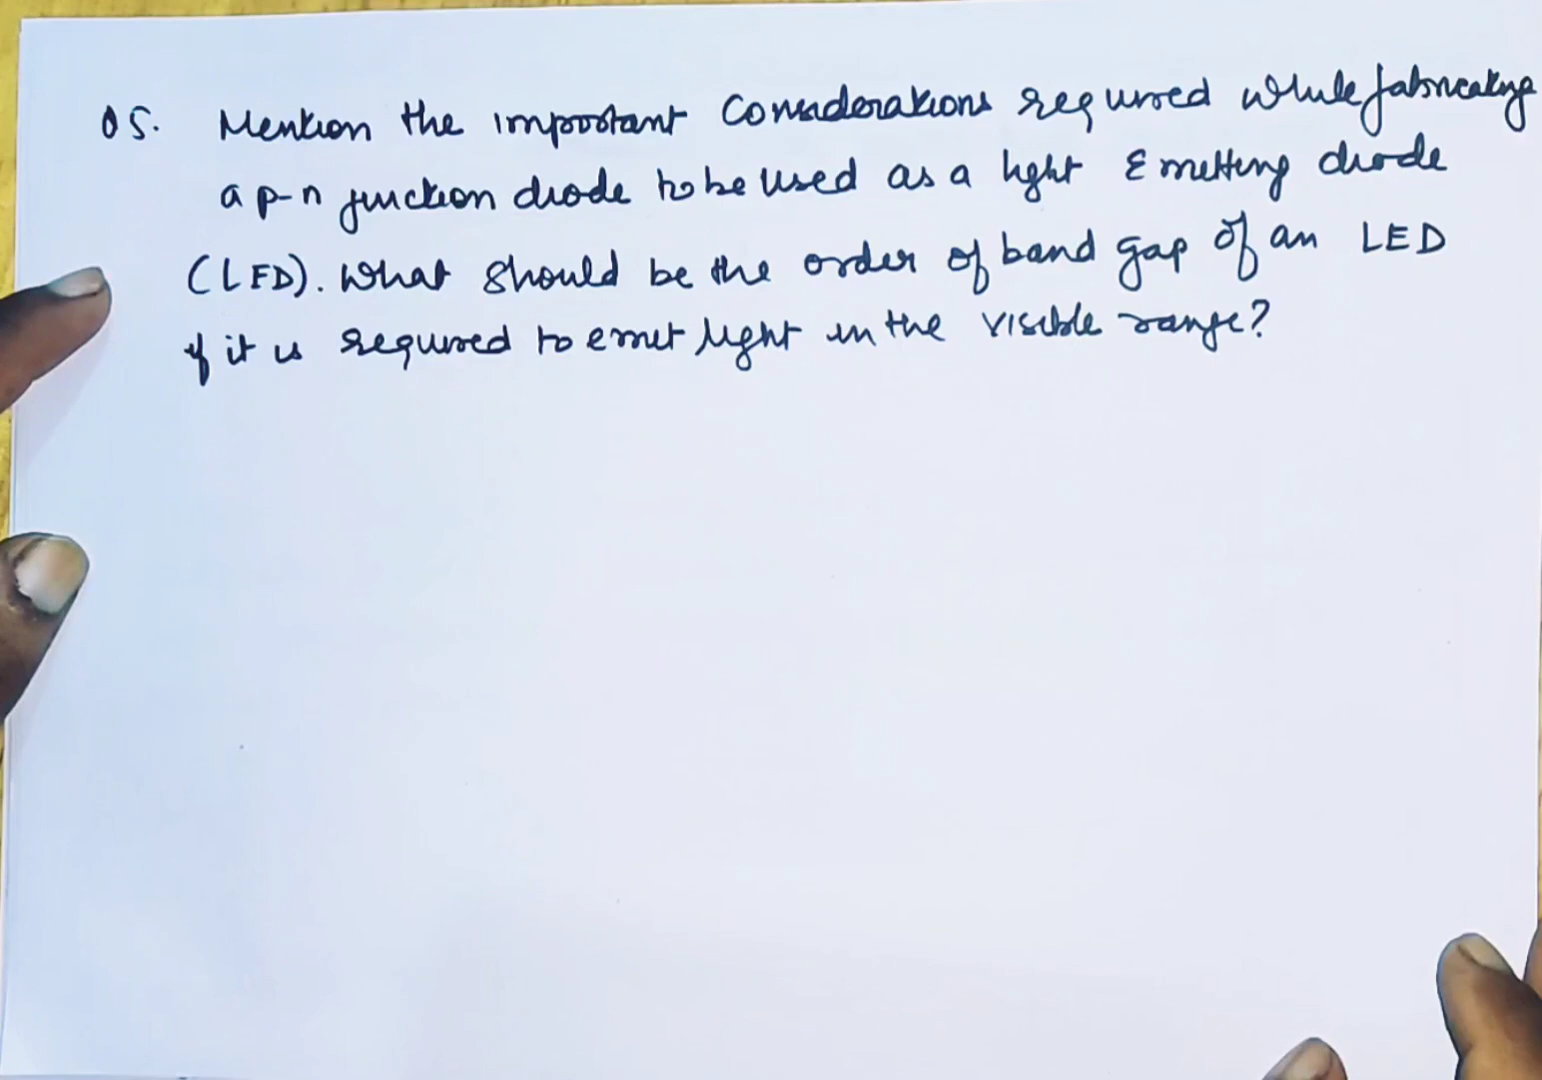 05. Mention the important Considerations required while fabricating
a p-n junction diode to be used as a light Emitting diode
(LED). What should be the order of band gap of an LED
if it is required to emit light in the visible range?